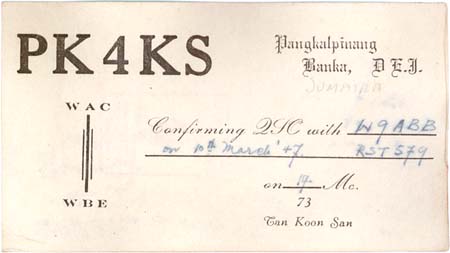 PK4KS
Pangkalpinang
Banka, D E.I.
SUMATRA
WAC
Confirming QSO with W9ABB
on 10th March '47. RST 579
WBE
on 14 Mc.
73
Tan Koon San